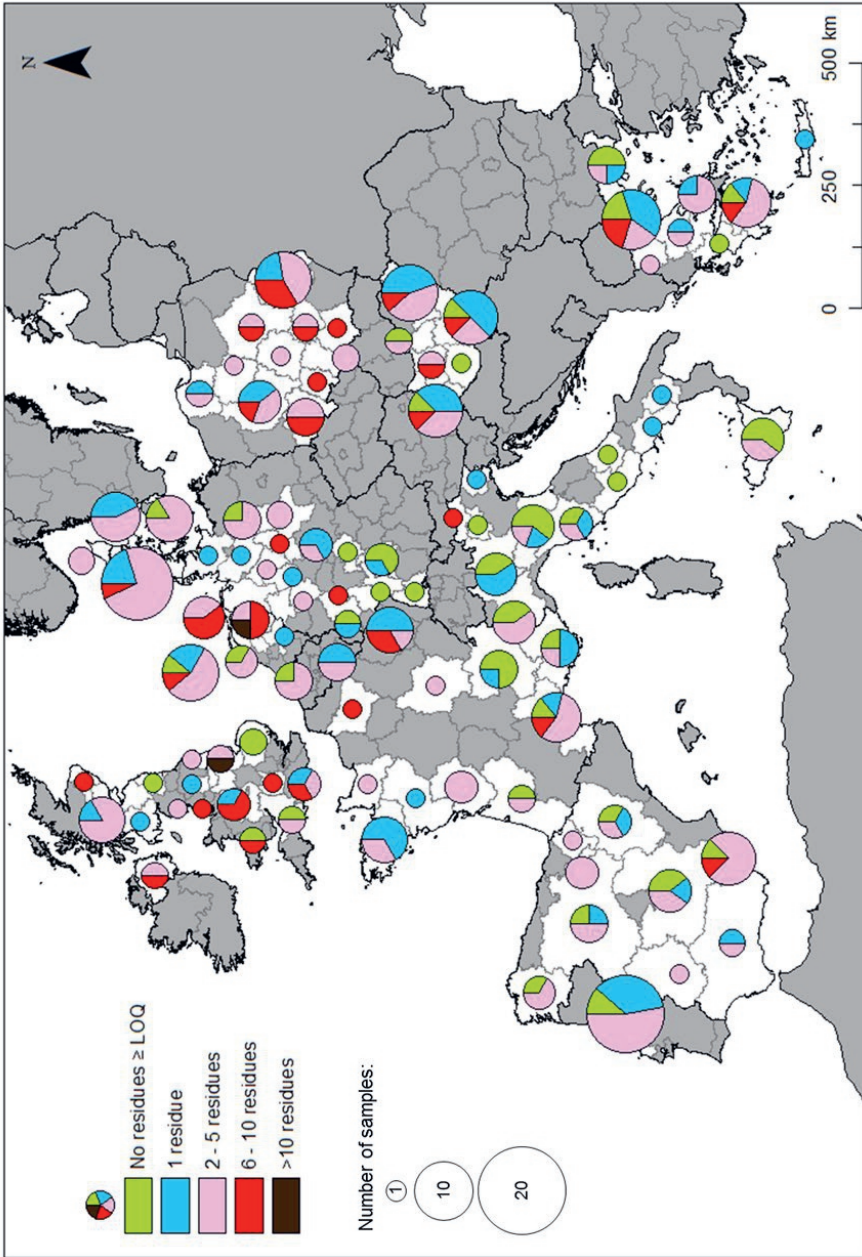 N
No residues ≥ LOQ
1 residue
2 - 5 residues
6 - 10 residues
>10 residues
Number of samples:
1
10
20
0 250 500 km